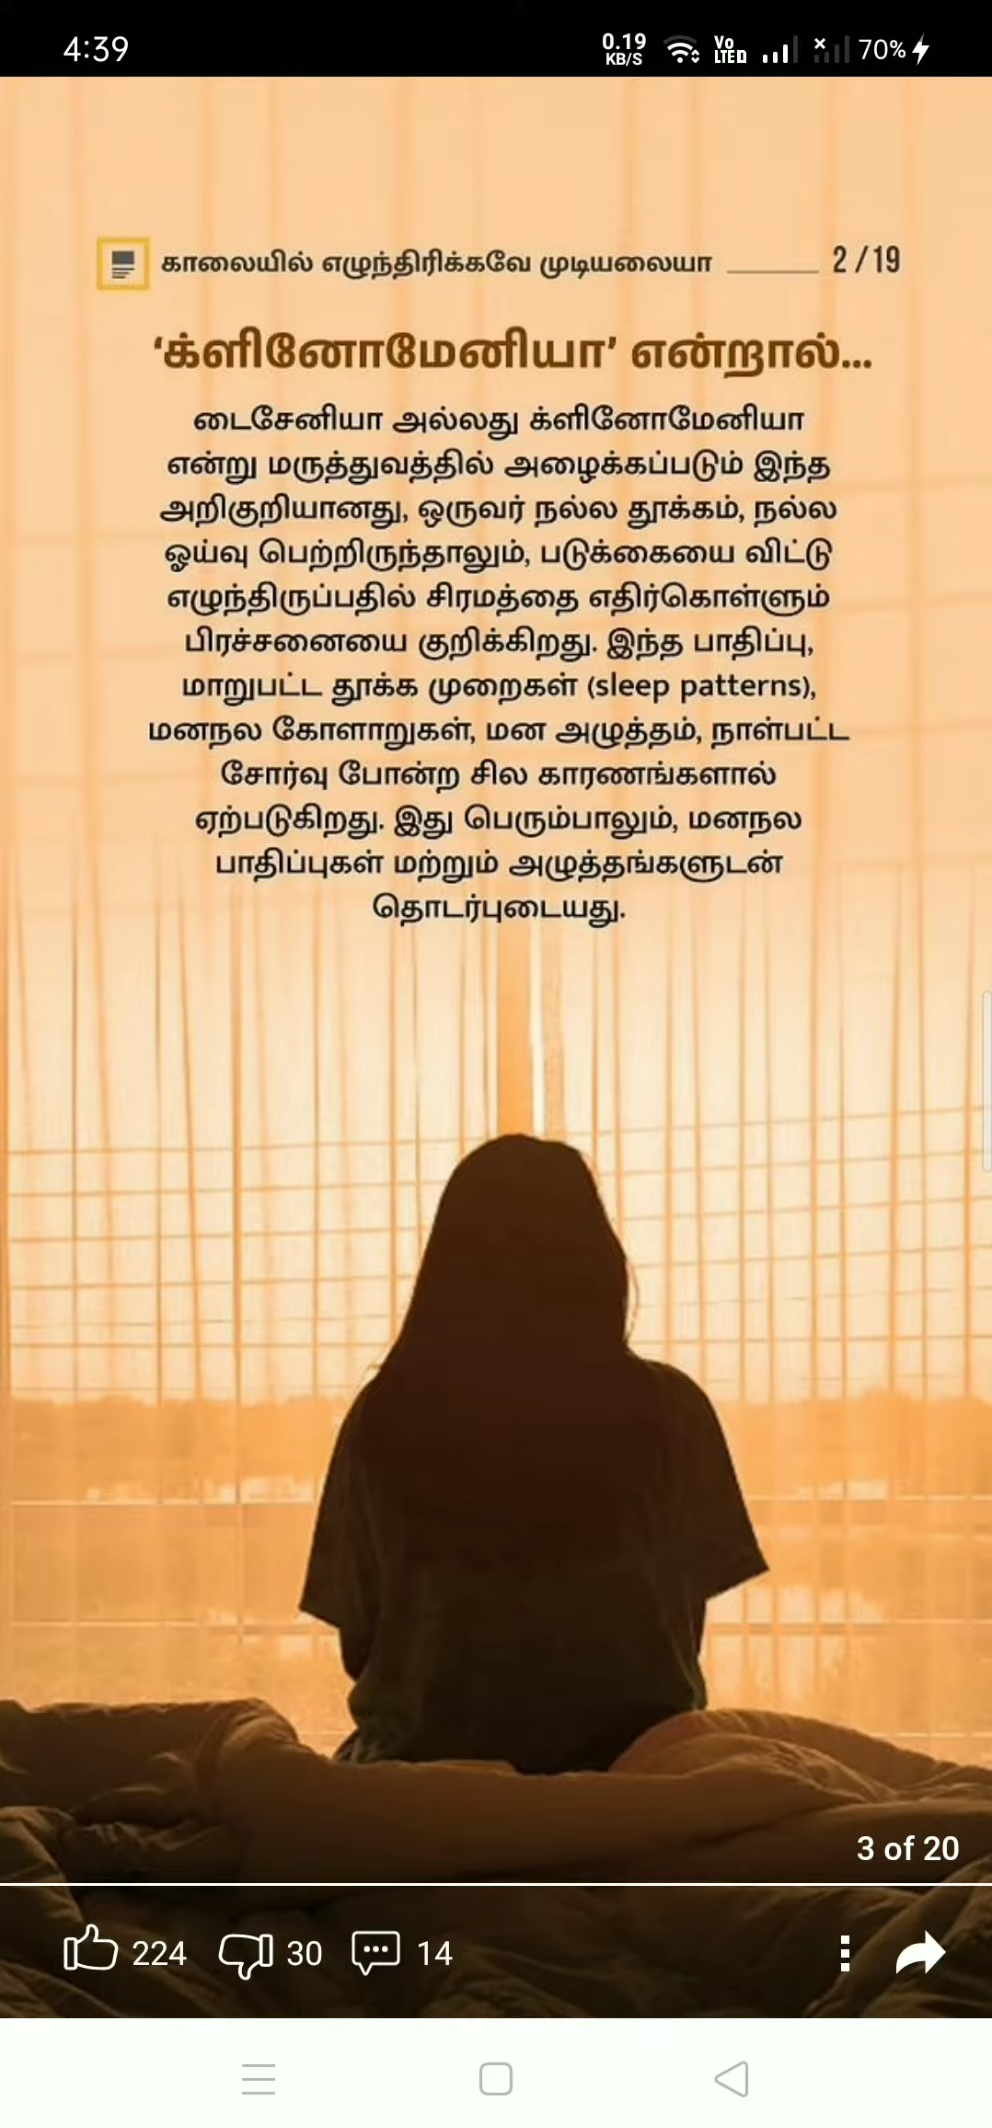 4:39
0.19
KB/S
Vo
LTED
70%
காலையில் எழுந்திரிக்கவே முடியலையா
2 / 19
‘க்ளினோமேனியா’ என்றால்...
டைசேனியா அல்லது க்ளினோமேனியா
என்று மருத்துவத்தில் அழைக்கப்படும் இந்த
அறிகுறியானது, ஒருவர் நல்ல தூக்கம், நல்ல
ஓய்வு பெற்றிருந்தாலும், படுக்கையை விட்டு
எழுந்திருப்பதில் சிரமத்தை எதிர்கொள்ளும்
பிரச்சனையை குறிக்கிறது. இந்த பாதிப்பு,
மாறுபட்ட தூக்க முறைகள் (sleep patterns),
மனநல கோளாறுகள், மன அழுத்தம், நாள்பட்ட
சோர்வு போன்ற சில காரணங்களால்
ஏற்படுகிறது. இது பெரும்பாலும், மனநல
பாதிப்புகள் மற்றும் அழுத்தங்களுடன்
தொடர்புடையது.
3 of 20
224
30
14